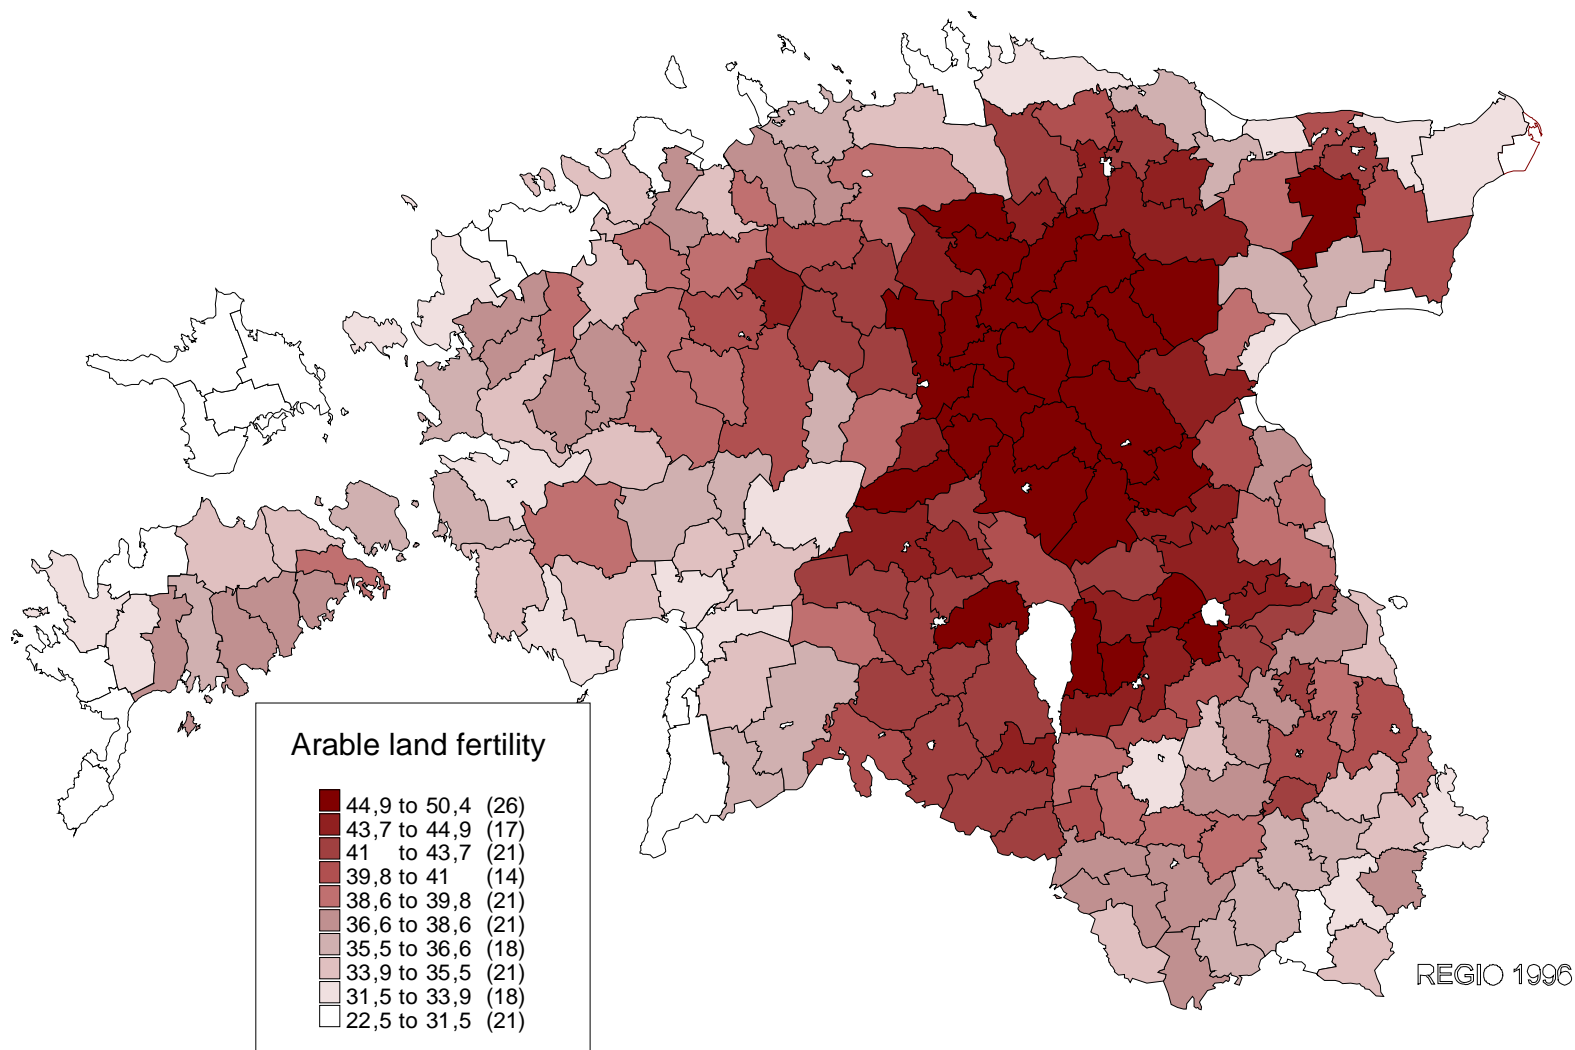 Arable land fertility
44,9 to 50,4 (26)
43,7 to 44,9 (17)
41 to 43,7 (21)
39,8 to 41 (14)
38,6 to 39,8 (21)
36,6 to 38,6 (21)
35,5 to 36,6 (18)
33,9 to 35,5 (21)
31,5 to 33,9 (18)
22,5 to 31,5 (21)
REGIO 1996